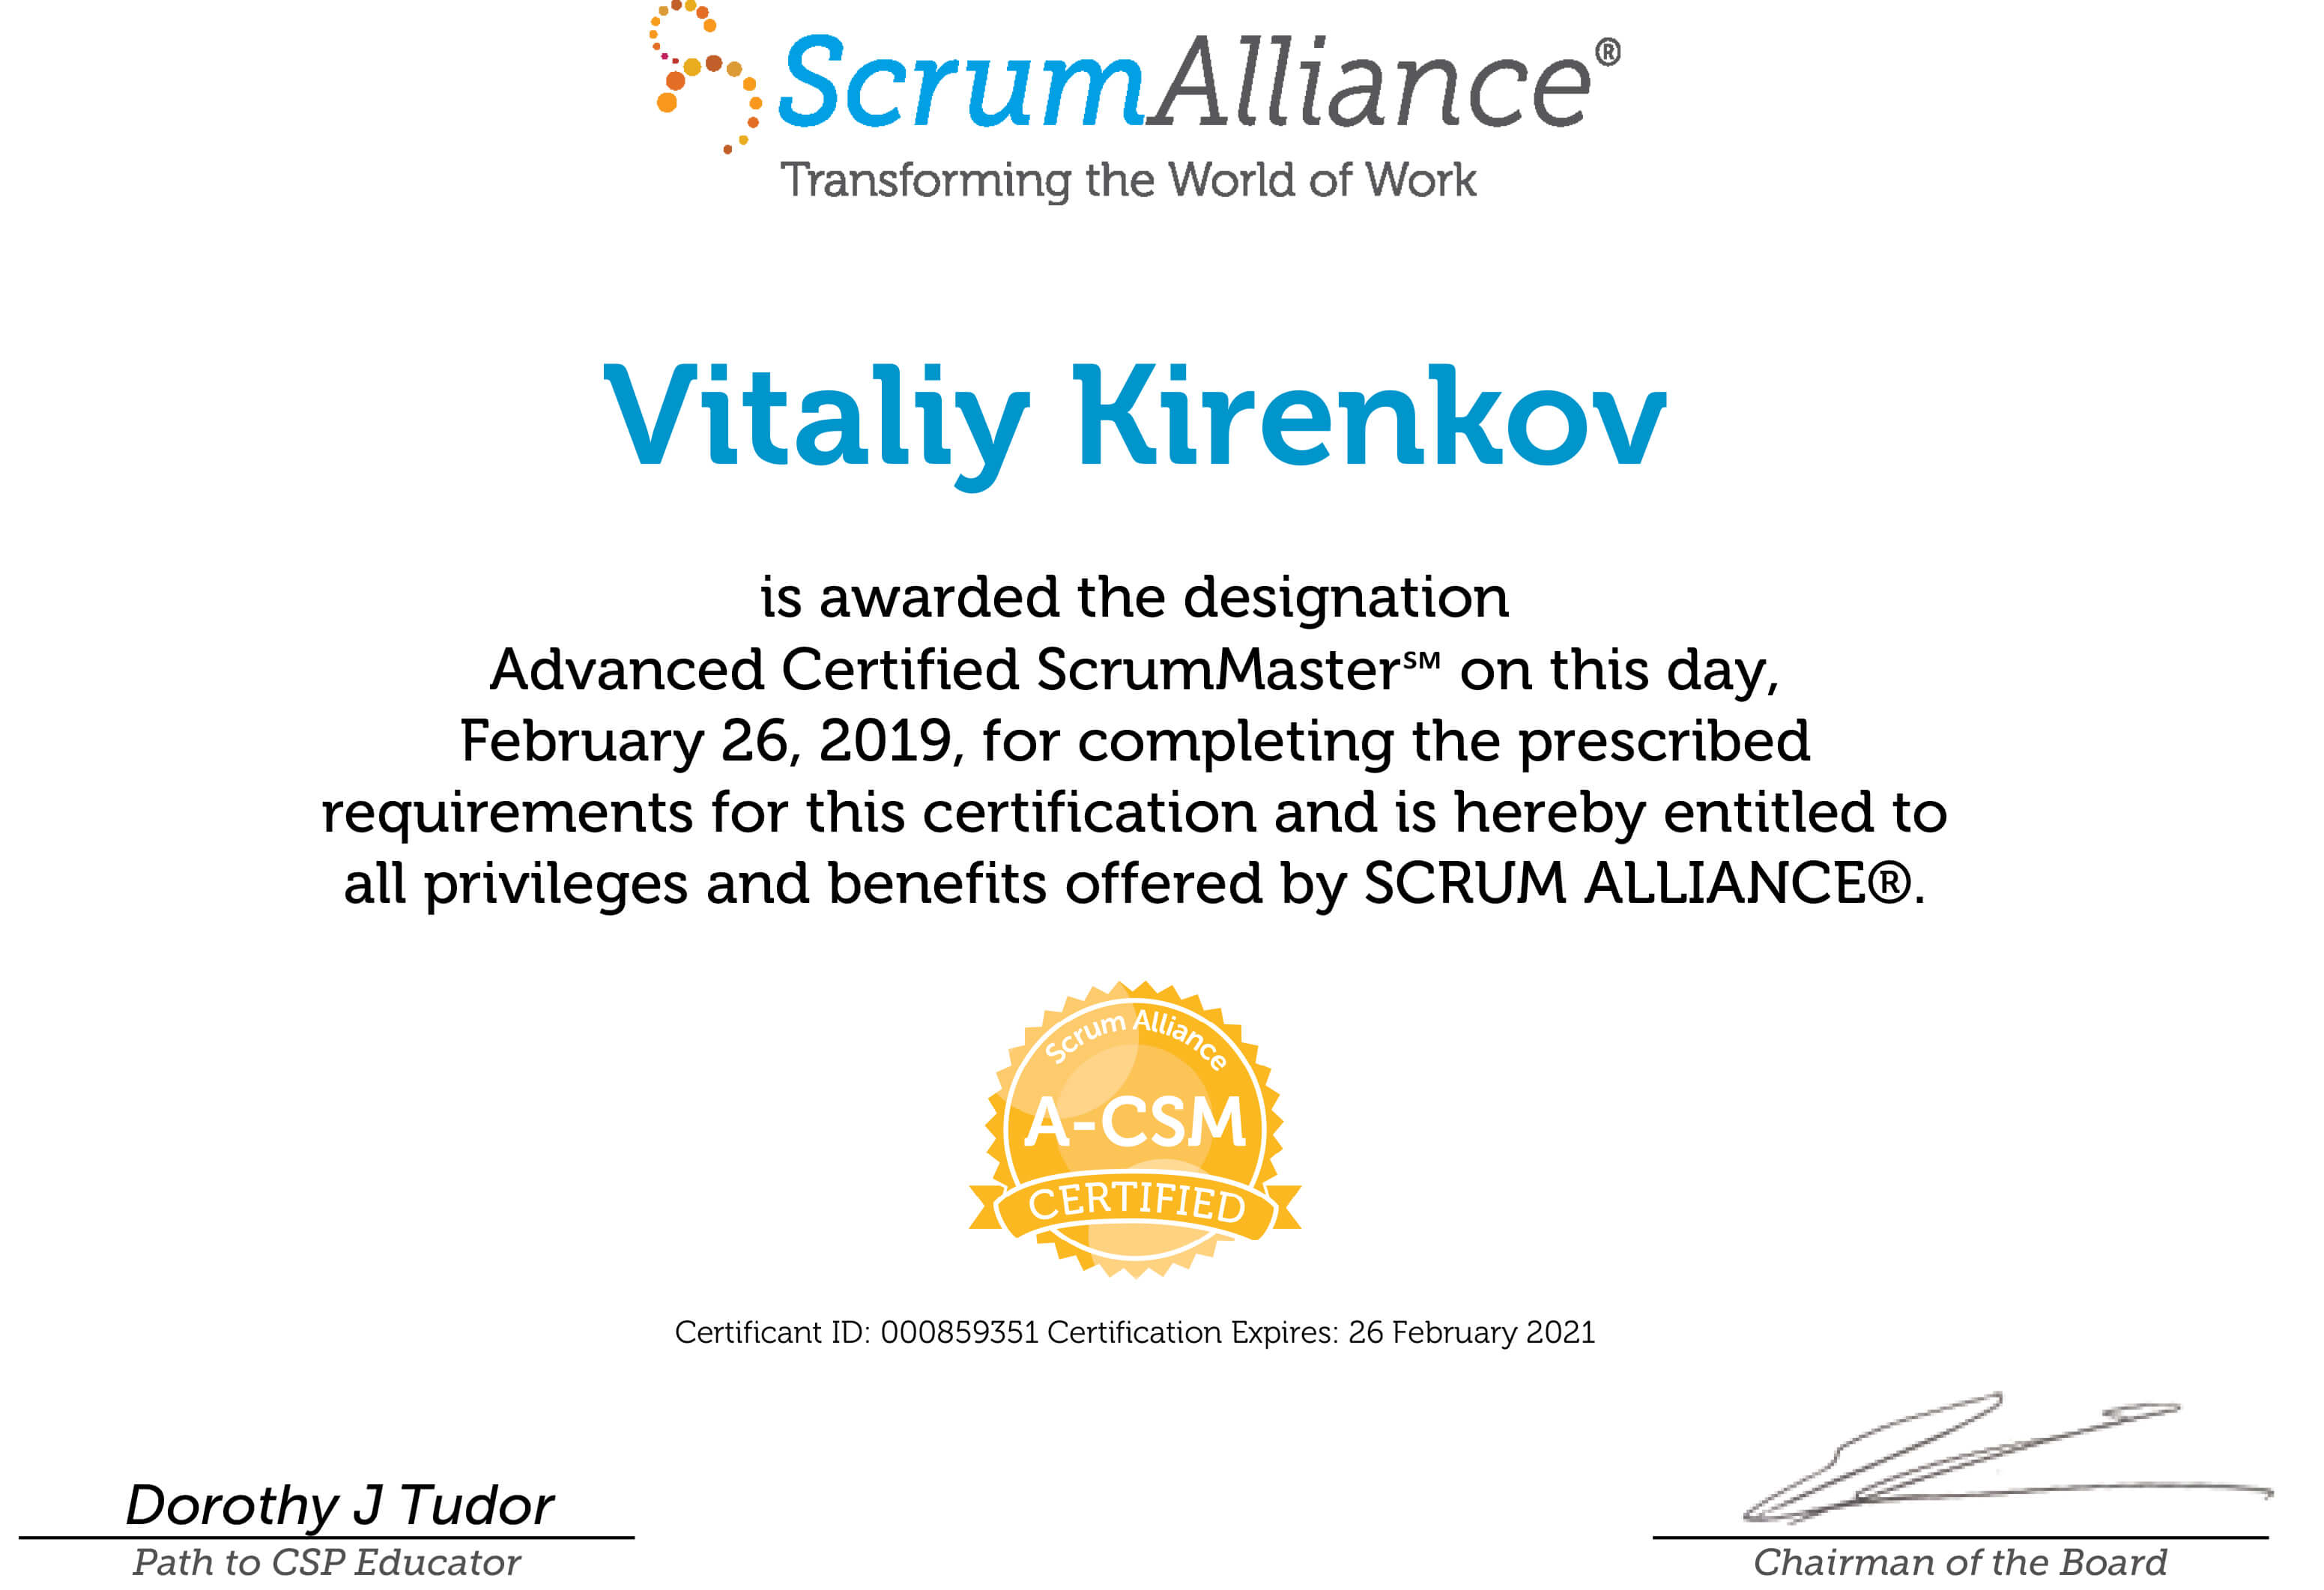 ScrumAlliance®
Transforming the World of Work
Vitaliy Kirenkov
is awarded the designation
Advanced Certified ScrumMaster℠ on this day,
February 26, 2019, for completing the prescribed
requirements for this certification and is hereby entitled to
all privileges and benefits offered by SCRUM ALLIANCE®.
Scrum Alliance
A-CSM
CERTIFIED
Certificant ID: 000859351 Certification Expires: 26 February 2021
Dorothy J Tudor
Path to CSP Educator
Chairman of the Board